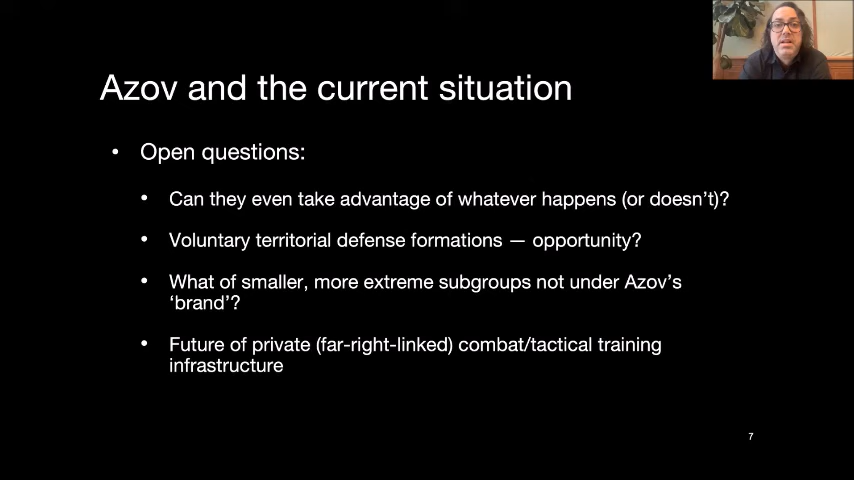 Azov and the current situation
• Open questions:
• Can they even take advantage of whatever happens (or doesn’t)?
• Voluntary territorial defense formations — opportunity?
• What of smaller, more extreme subgroups not under Azov’s
‘brand’?
• Future of private (far-right-linked) combat/tactical training
infrastructure
7